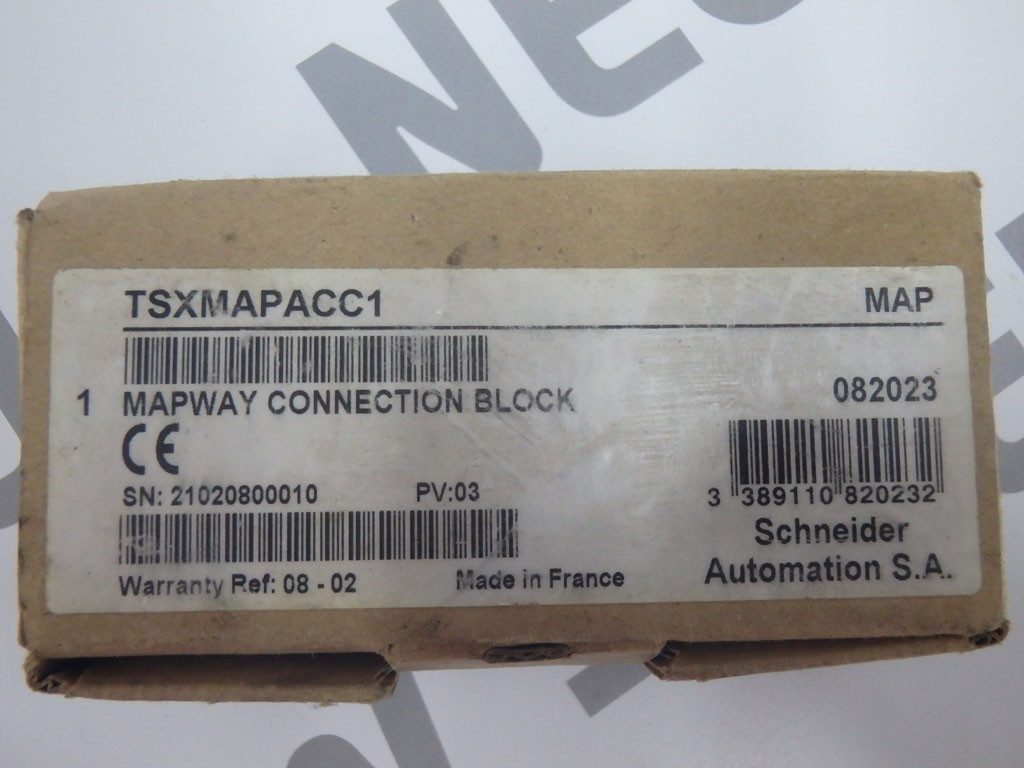 TSXMAPACC1 MAP
1 MAPWAY CONNECTION BLOCK 082023
CE
SN: 21020800010 PV:03
3 389110 820232
Schneider
Automation S.A.
Warranty Ref: 08 - 02 Made in France